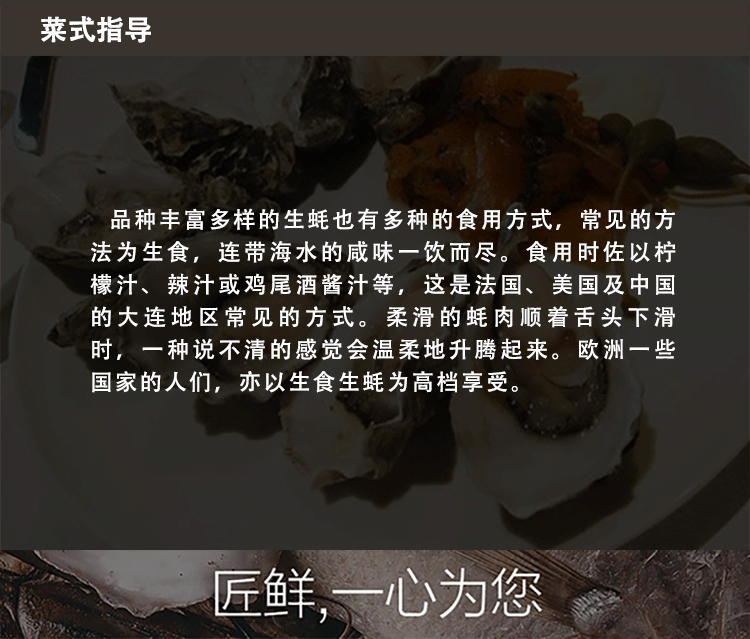 菜式指导
品种丰富多样的生蚝也有多种的食用方式，常见的方
法为生食，连带海水的咸味一饮而尽。食用时佐以柠
檬汁、辣汁或鸡尾酒酱汁等，这是法国、美国及中国
的大连地区常见的方式。柔滑的蚝肉顺着舌头下滑
时，一种说不清的感觉会温柔地升腾起来。欧洲一些
国家的人们，亦以生食生蚝为高档享受。
匠鲜,一心为您